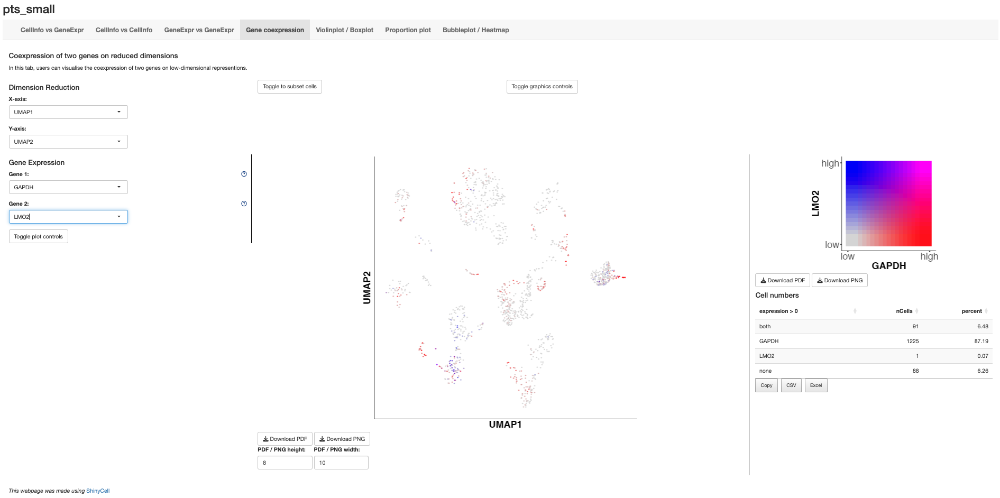 pts_small
CellInfo vs GeneExpr CellInfo vs CellInfo GeneExpr vs GeneExpr Gene coexpression Violinplot / Boxplot Proportion plot Bubbleplot / Heatmap
Coexpression of two genes on reduced dimensions
In this tab, users can visualise the coexpression of two genes on low-dimensional representions.
Dimension Reduction
X-axis:
UMAP1
Y-axis:
UMAP2
Gene Expression
Gene 1:
GAPDH
Gene 2:
LMO2
Toggle plot controls
Toggle to subset cells
Toggle graphics controls
UMAP2
UMAP1
Download PDF Download PNG
PDF / PNG height: PDF / PNG width:
8 10
high
LMO2
low
low high
GAPDH
Download PDF Download PNG
Cell numbers
expression > 0 nCells percent
both 91 6.48
GAPDH 1225 87.19
LMO2 1 0.07
none 88 6.26
Copy CSV Excel
This webpage was made using ShinyCell